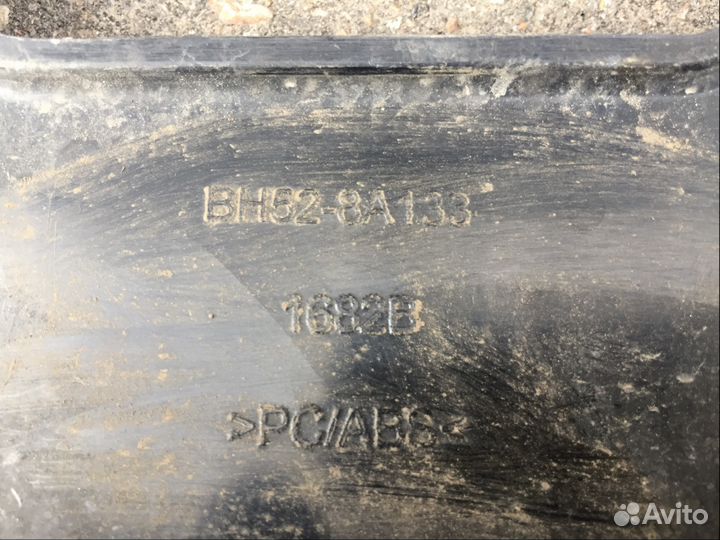 BH52-8A133
1682B
>PC/ABS<
Avito